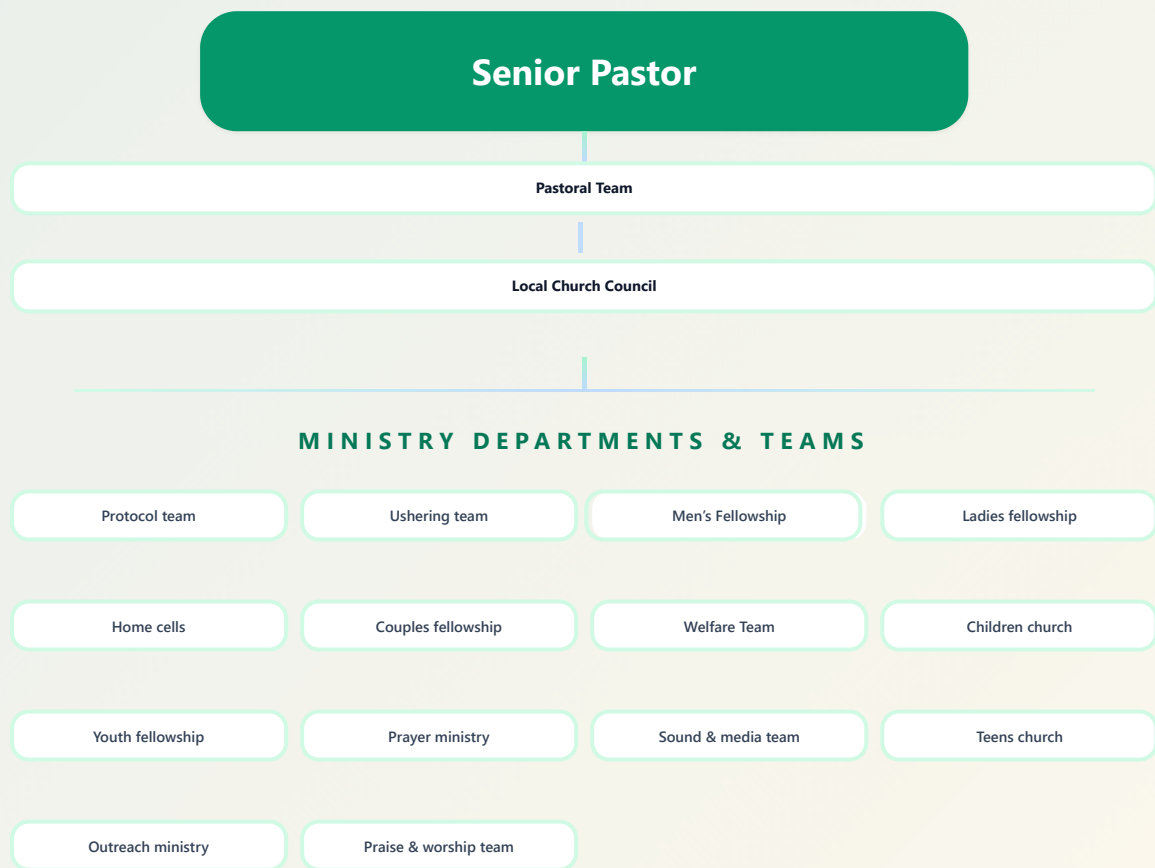 Senior Pastor
Pastoral Team
Local Church Council
MINISTRY DEPARTMENTS & TEAMS
Protocol team
Ushering team
Men’s Fellowship
Ladies fellowship
Home cells
Couples fellowship
Welfare Team
Children church
Youth fellowship
Prayer ministry
Sound & media team
Teens church
Outreach ministry
Praise & worship team